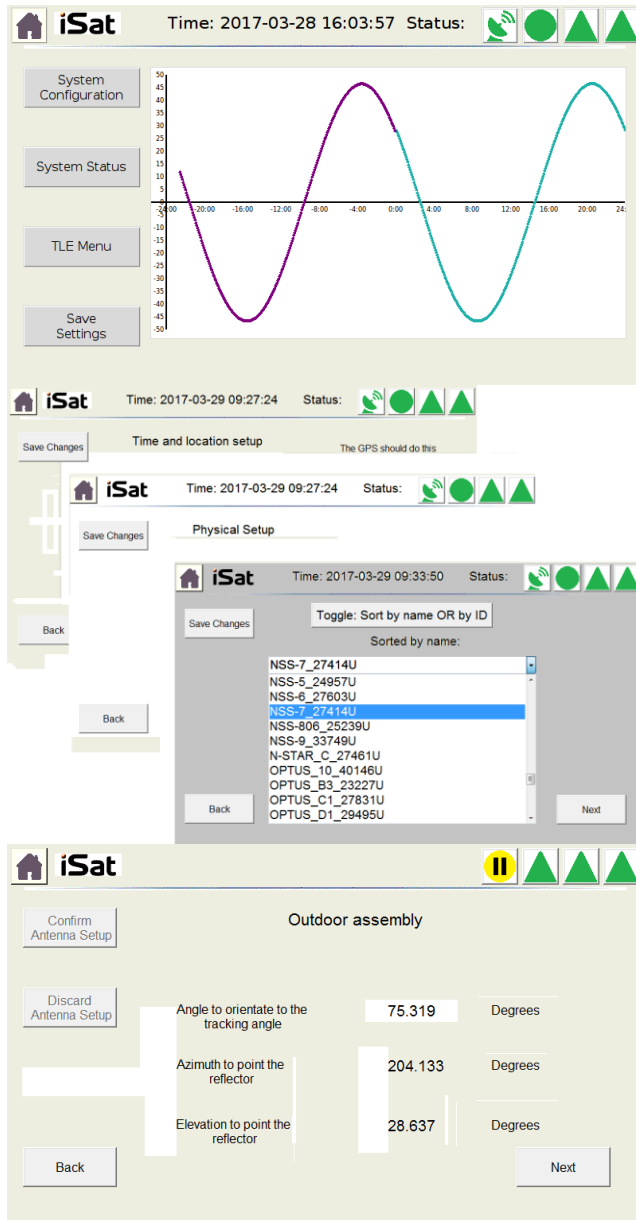 iSat Time: 2017-03-28 16:03:57 Status:
System
Configuration
System Status
TLE Menu
Save
Settings
50
45
40
35
30
25
20
15
10
5
-24:00 -20:00 -16:00 -12:00 -8:00 -4:00 0:00 4:00 8:00 12:00 16:00 20:00 24:
-5
-10
-15
-20
-25
-30
-35
-40
-45
-50
iSat Time: 2017-03-29 09:27:24 Status:
Save Changes
Time and location setup
The GPS should do this
Back
iSat Time: 2017-03-29 09:27:24 Status:
Save Changes
Physical Setup
Back
iSat Time: 2017-03-29 09:33:50 Status:
Save Changes
Toggle: Sort by name OR by ID
Sorted by name:
NSS-7_27414U
NSS-5_24957U
NSS-6_27603U
NSS-7_27414U
NSS-806_25239U
NSS-9_33749U
N-STAR_C_27461U
OPTUS_10_40146U
OPTUS_B3_23227U
OPTUS_C1_27831U
OPTUS_D1_29495U
Back
Next
iSat
Confirm
Antenna Setup
Outdoor assembly
Discard
Antenna Setup
Angle to orientate to the
tracking angle
75.319 Degrees
Azimuth to point the
reflector
204.133 Degrees
Elevation to point the
reflector
28.637 Degrees
Back
Next